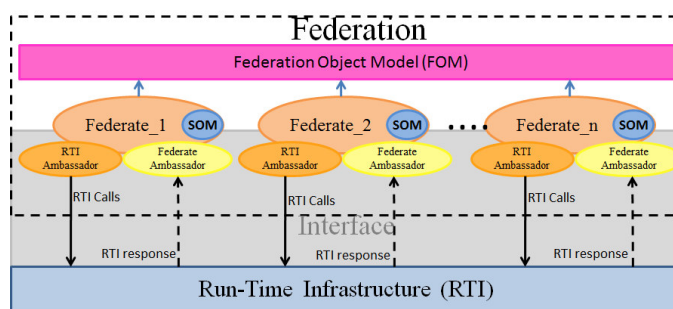 Federation
Federation Object Model (FOM)
Federate_1
SOM
Federate_2
SOM
....
Federate_n
SOM
RTI
Ambassador
Federate
Ambassador
RTI
Ambassador
Federate
Ambassador
RTI
Ambassador
Federate
Ambassador
RTI Calls
RTI Calls
RTI Calls
Interface
RTI response
RTI response
RTI response
Run-Time Infrastructure (RTI)